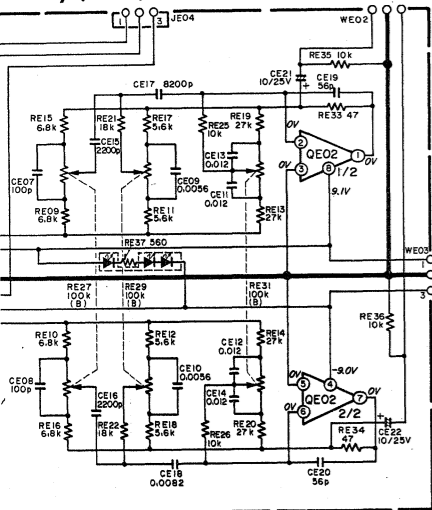 1 3 JE04
WE02
RE35 10k
CE21 10/25V + CE19 56p
CE17 8200p
RE33 47
RE15 6.8k
RE21 18k
RE17 5.6k
RE25 10k
RE19 27k
0V
CE15 2200p
CE13 0.012
2 QE02 1 0V
0V 3 8 1/2
CE07 100p
CE09 0.0056
CE11 0.012
9.1V
RE09 6.8k
RE11 5.6k
RE13 27k
RE37 560
WE03
1
3
RE27 100k (B)
RE29 100k (B)
RE31 100k (B)
RE36 10k
RE10 6.8k
RE12 5.6k
CE12 0.012
RE14 27k
CE08 100p
CE10 0.0056
CE14 0.012
-9.0V
0V 5 4
QE02 7 0V
0V 6 2/2
CE16 2200p
RE16 6.8k
RE22 18k
RE18 5.6k
RE26 10k
RE20 27k
RE34 47
+ CE22 10/25V
CE18 0.0082
CE20 56p